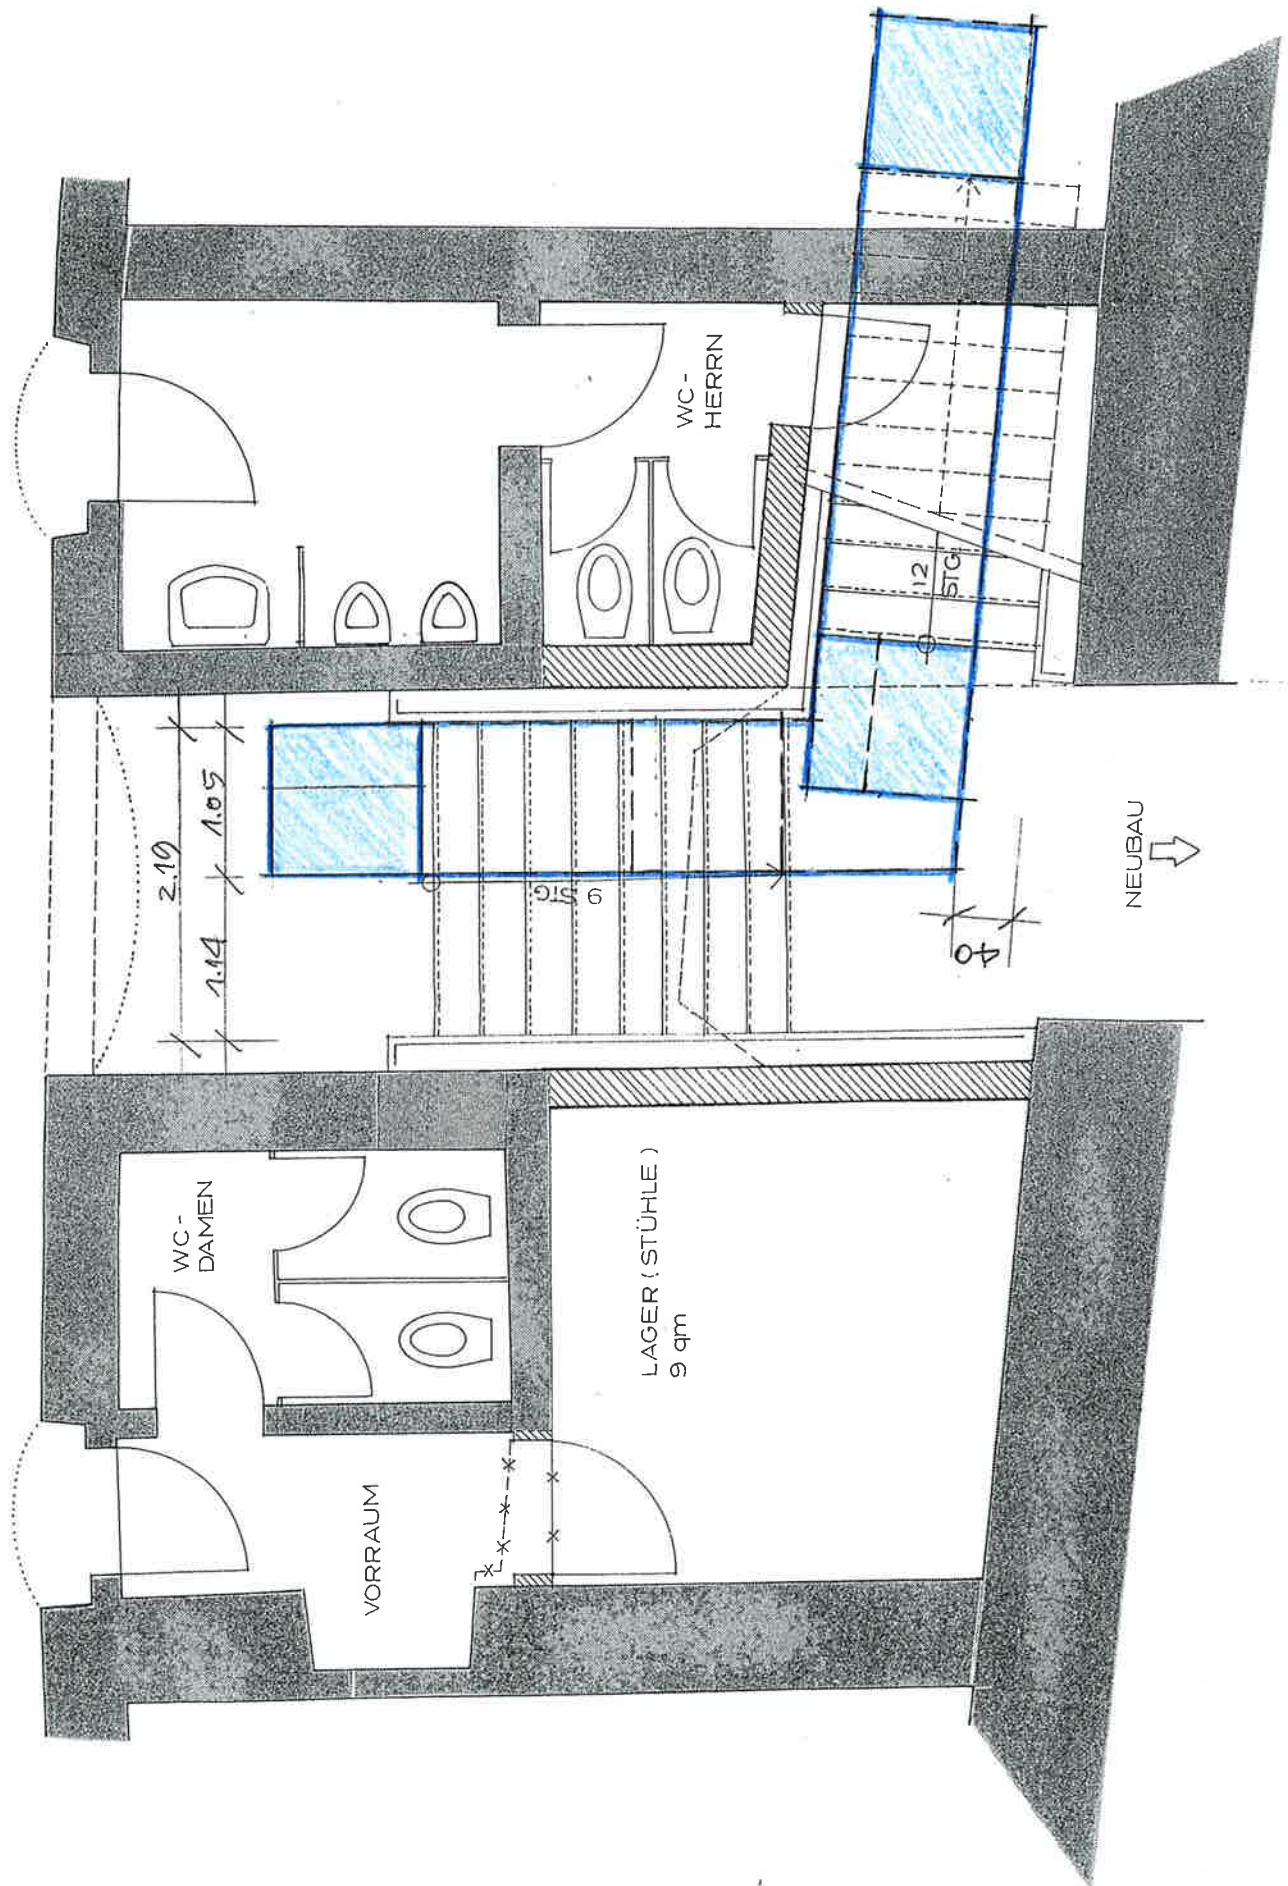 WC-
HERRN
12
STG.
2.19
1.05
1.14
9 STG
40
NEUBAU
WC-
DAMEN
LAGER ( STÜHLE )
9 qm
VORRAUM